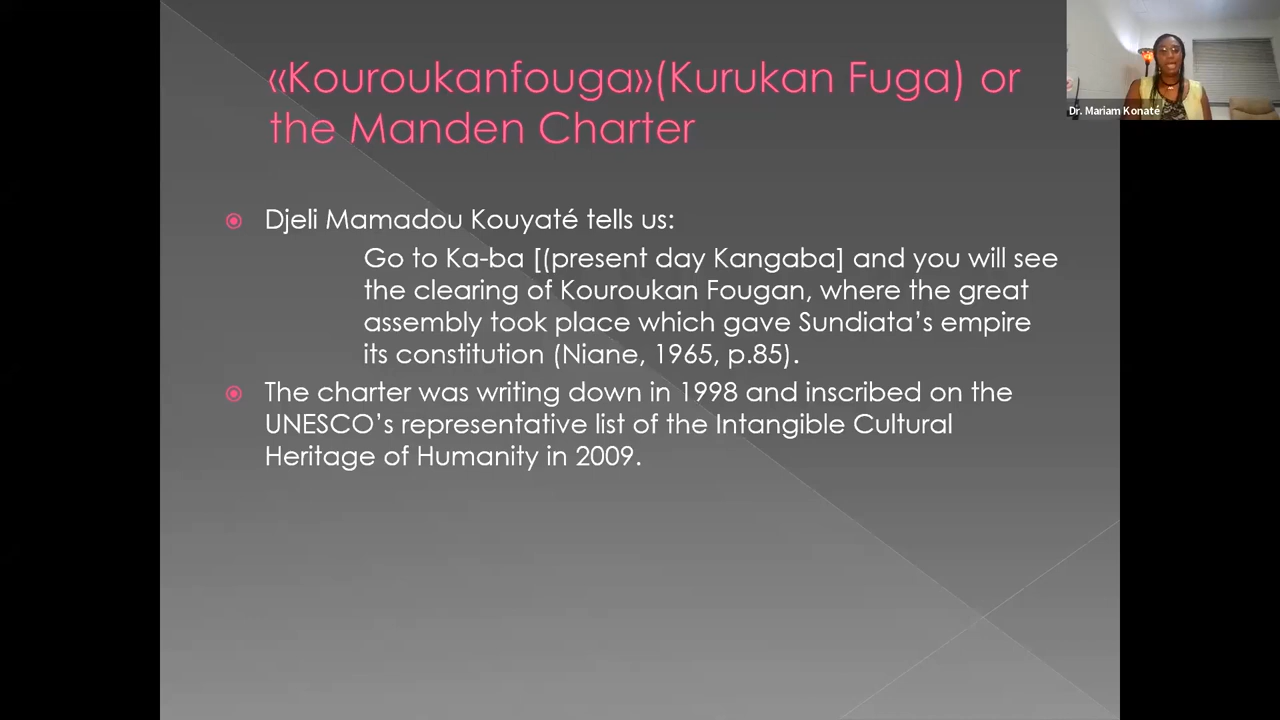 «Kouroukanfouga»(Kurukan Fuga) or
the Manden Charter
Dr. Mariam Konaté
Djeli Mamadou Kouyaté tells us:
Go to Ka-ba [(present day Kangaba] and you will see
the clearing of Kouroukan Fougan, where the great
assembly took place which gave Sundiata’s empire
its constitution (Niane, 1965, p.85).
The charter was writing down in 1998 and inscribed on the
UNESCO’s representative list of the Intangible Cultural
Heritage of Humanity in 2009.